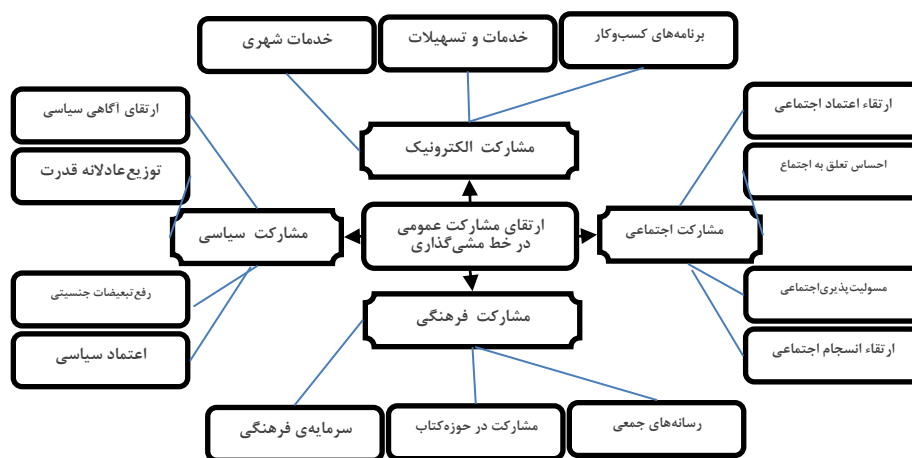 برنامه‌های کسب‌وکار
خدمات و تسهیلات
خدمات شهری
ارتقاء اعتماد اجتماعی
ارتقای آگاهی سیاسی
مشارکت الکترونیک
احساس تعلق به اجتماع
توزیع‌عادلانه قدرت
مشارکت اجتماعی
ارتقای مشارکت عمومی
در خط مشی‌گذاری
مشارکت سیاسی
مسولیت‌پذیری‌اجتماعی
رفع‌تبعیضات جنسیتی
مشارکت فرهنگی
ارتقاء انسجام اجتماعی
اعتماد سیاسی
رسانه‌های جمعی
مشارکت در حوزه‌کتاب
سرمایه‌ی فرهنگی